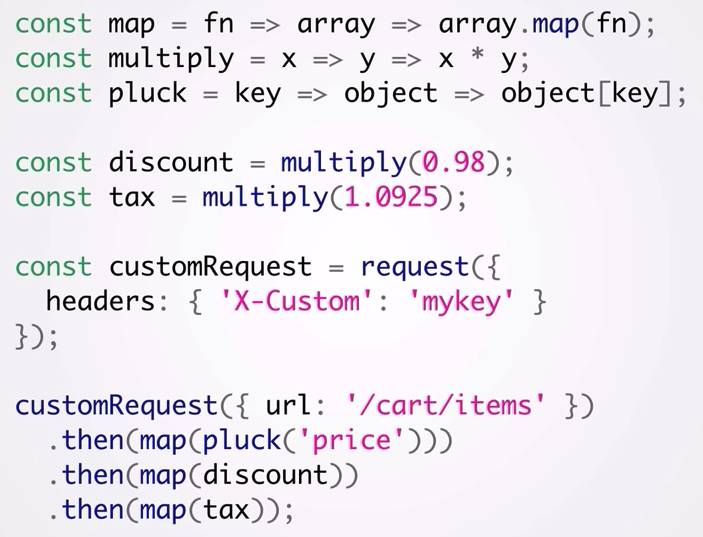 const map = fn => array => array.map(fn);
const multiply = x => y => x * y;
const pluck = key => object => object[key];

const discount = multiply(0.98);
const tax = multiply(1.0925);

const customRequest = request({
  headers: { 'X-Custom': 'mykey' }
});

customRequest({ url: '/cart/items' })
  .then(map(pluck('price')))
  .then(map(discount))
  .then(map(tax));